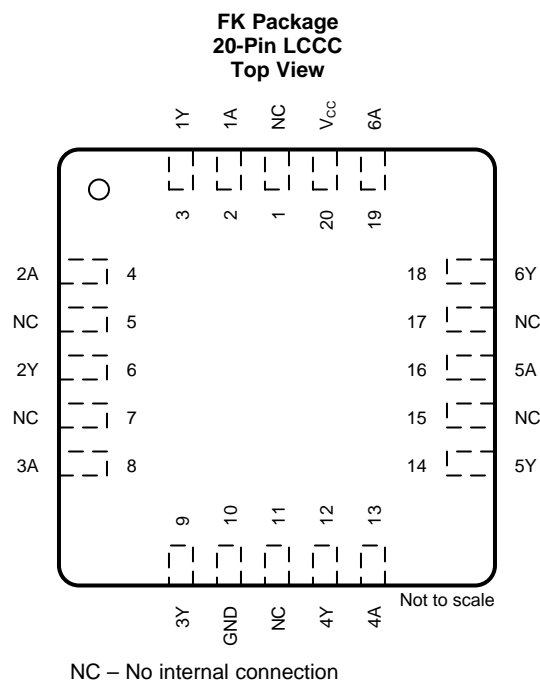 FK Package
20-Pin LCCC
Top View
1Y 1A NC VCC 6A
3 2 1 20 19
2A 4 18 6Y
NC 5 17 NC
2Y 6 16 5A
NC 7 15 NC
3A 8 14 5Y
9 10 11 12 13
3Y GND NC 4Y 4A
Not to scale
NC – No internal connection